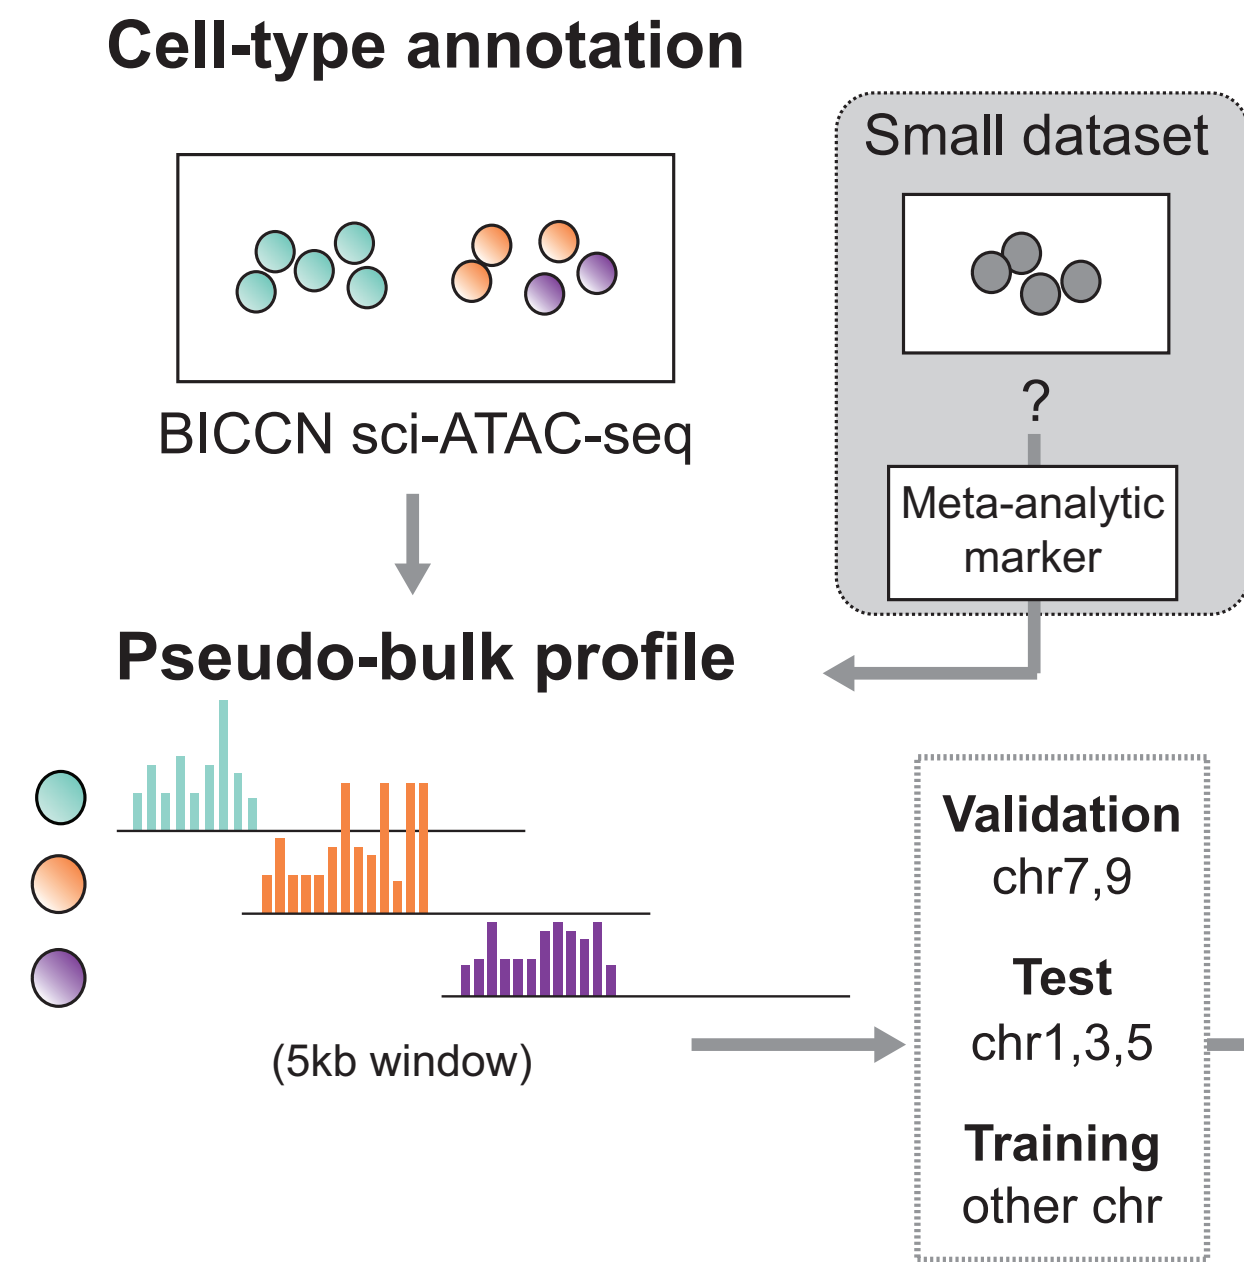 Cell-type annotation
BICCN sci-ATAC-seq
Small dataset
?
Meta-analytic
marker
Pseudo-bulk profile
(5kb window)
Validation
chr7,9
Test
chr1,3,5
Training
other chr